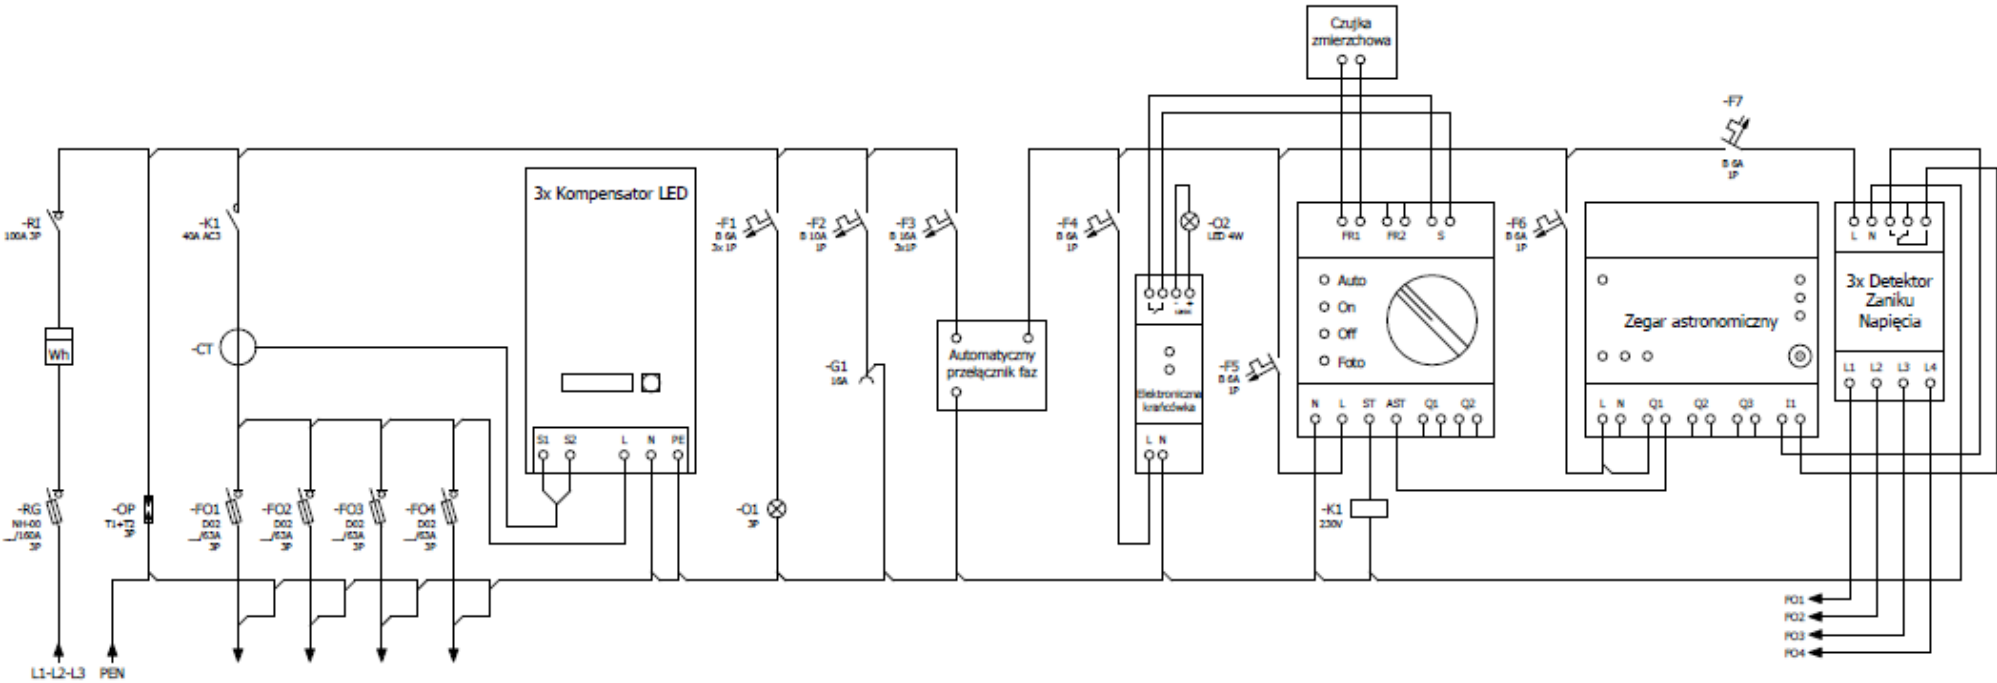 Czujka
zmierzchowa
-F7
B 6A
1P
3x Kompensator LED
-RI
100A 3P
-K1
40A AC3
-F1
B 6A
3x 1P
-F2
B 10A
1P
-F3
B 16A
3x1P
-F4
B 6A
1P
-O2
LED 4W
FR1 FR2 S
-F6
B 6A
1P
L N
Auto
On
Off
Foto
- +
3x Detektor
Zaniku
Napięcia
Zegar astronomiczny
Wh
-CT
-G1
16A
Automatyczny
przełącznik faz
Elektroniczna
krańcówka
-F5
B 6A
1P
L1 L2 L3 L4
N L ST AST Q1 Q2
L N Q1 Q2 Q3 I1
S1 S2 L N PE
L N
-RG
NH-00
__/160A
3P
-OP
T1+T2
3P
-FO1
D02
__/63A
3P
-FO2
D02
__/63A
3P
-FO3
D02
__/63A
3P
-FO4
D02
__/63A
3P
-O1
3P
-K1
230V
FO1
FO2
FO3
FO4
L1-L2-L3 PEN